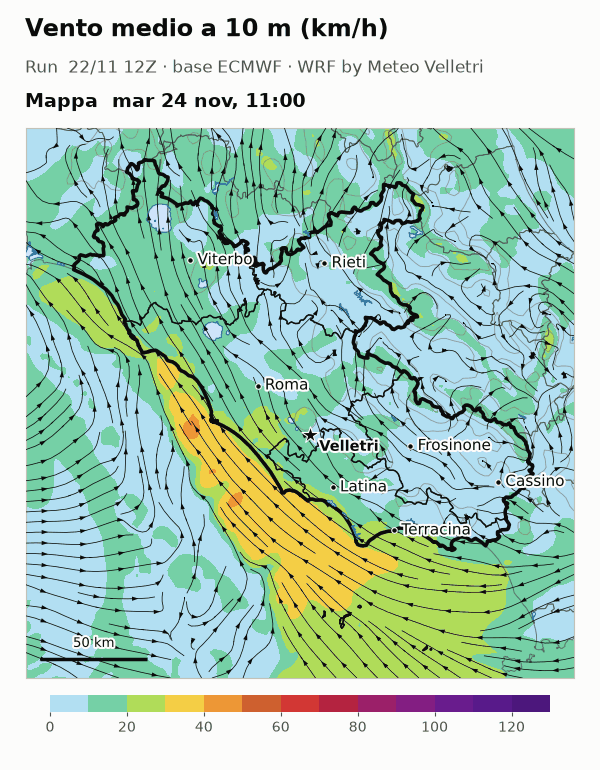 Vento medio a 10 m (km/h)
Run  22/11 12Z · base ECMWF · WRF by Meteo Velletri
Mappa  mar 24 nov, 11:00
Viterbo
Rieti
Roma
Velletri
Frosinone
Latina
Cassino
Terracina
50 km
0 20 40 60 80 100 120